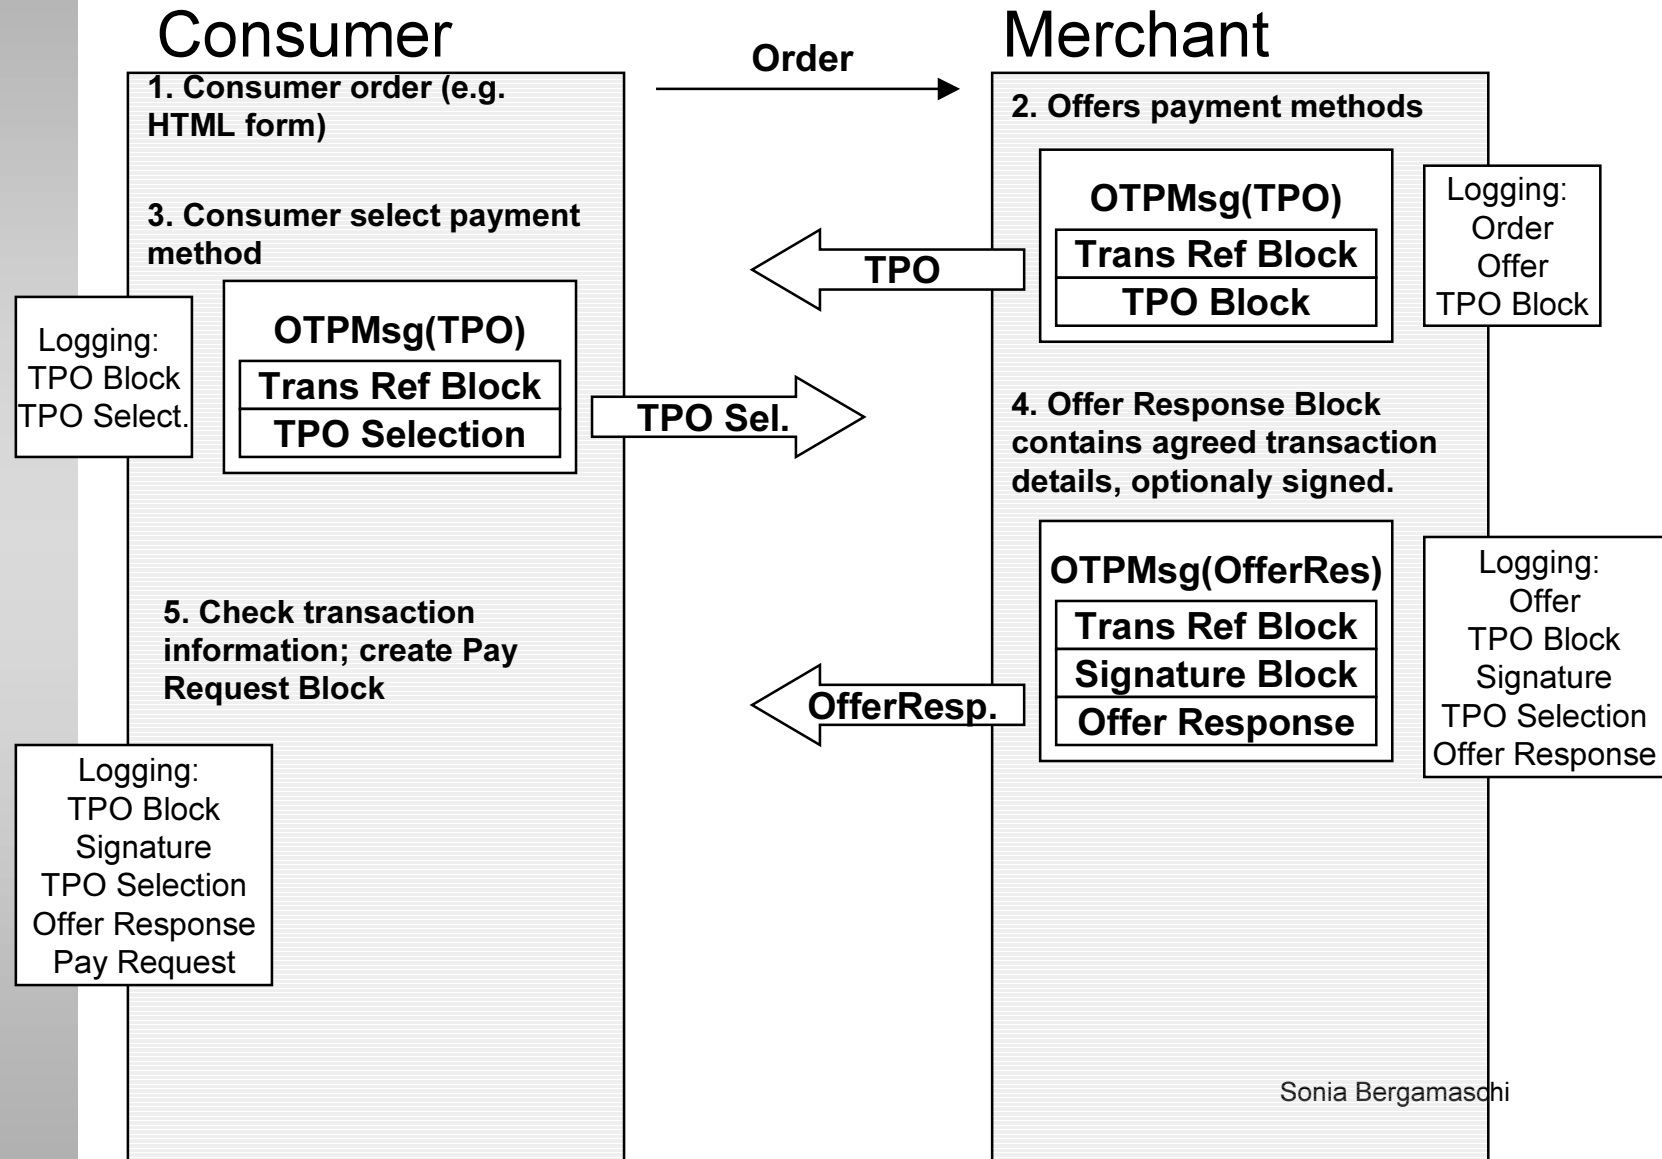 Consumer
Order
Merchant
1. Consumer order (e.g.
HTML form)
2. Offers payment methods
OTPMsg(TPO)
Trans Ref Block
TPO Block
Logging:
Order
Offer
TPO Block
TPO
3. Consumer select payment
method
OTPMsg(TPO)
Trans Ref Block
TPO Selection
Logging:
TPO Block
TPO Select.
TPO Sel.
4. Offer Response Block
contains agreed transaction
details, optionaly signed.
OTPMsg(OfferRes)
Trans Ref Block
Signature Block
Offer Response
Logging:
Offer
TPO Block
Signature
TPO Selection
Offer Response
OfferResp.
5. Check transaction
information; create Pay
Request Block
Logging:
TPO Block
Signature
TPO Selection
Offer Response
Pay Request
Sonia Bergamaschi